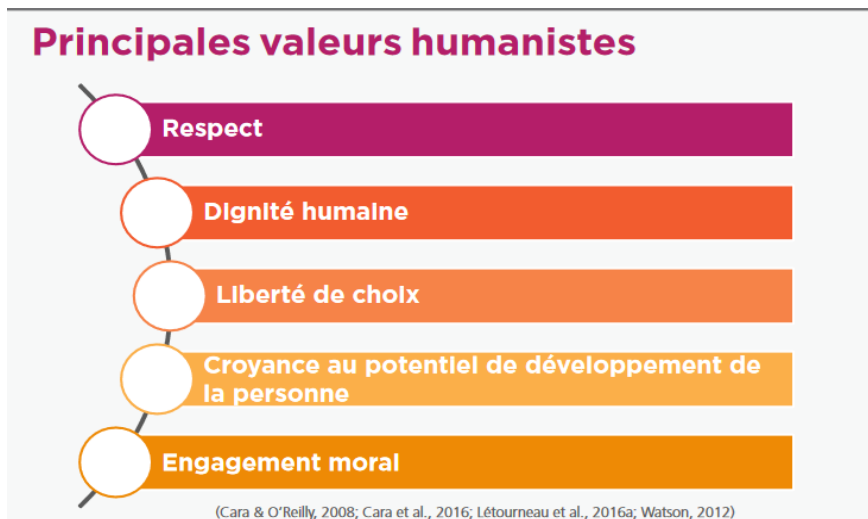 Principales valeurs humanistes
Respect
Dignité humaine
Liberté de choix
Croyance au potentiel de développement de
la personne
Engagement moral
(Cara & O'Reilly, 2008; Cara et al., 2016; Létourneau et al., 2016a; Watson, 2012)